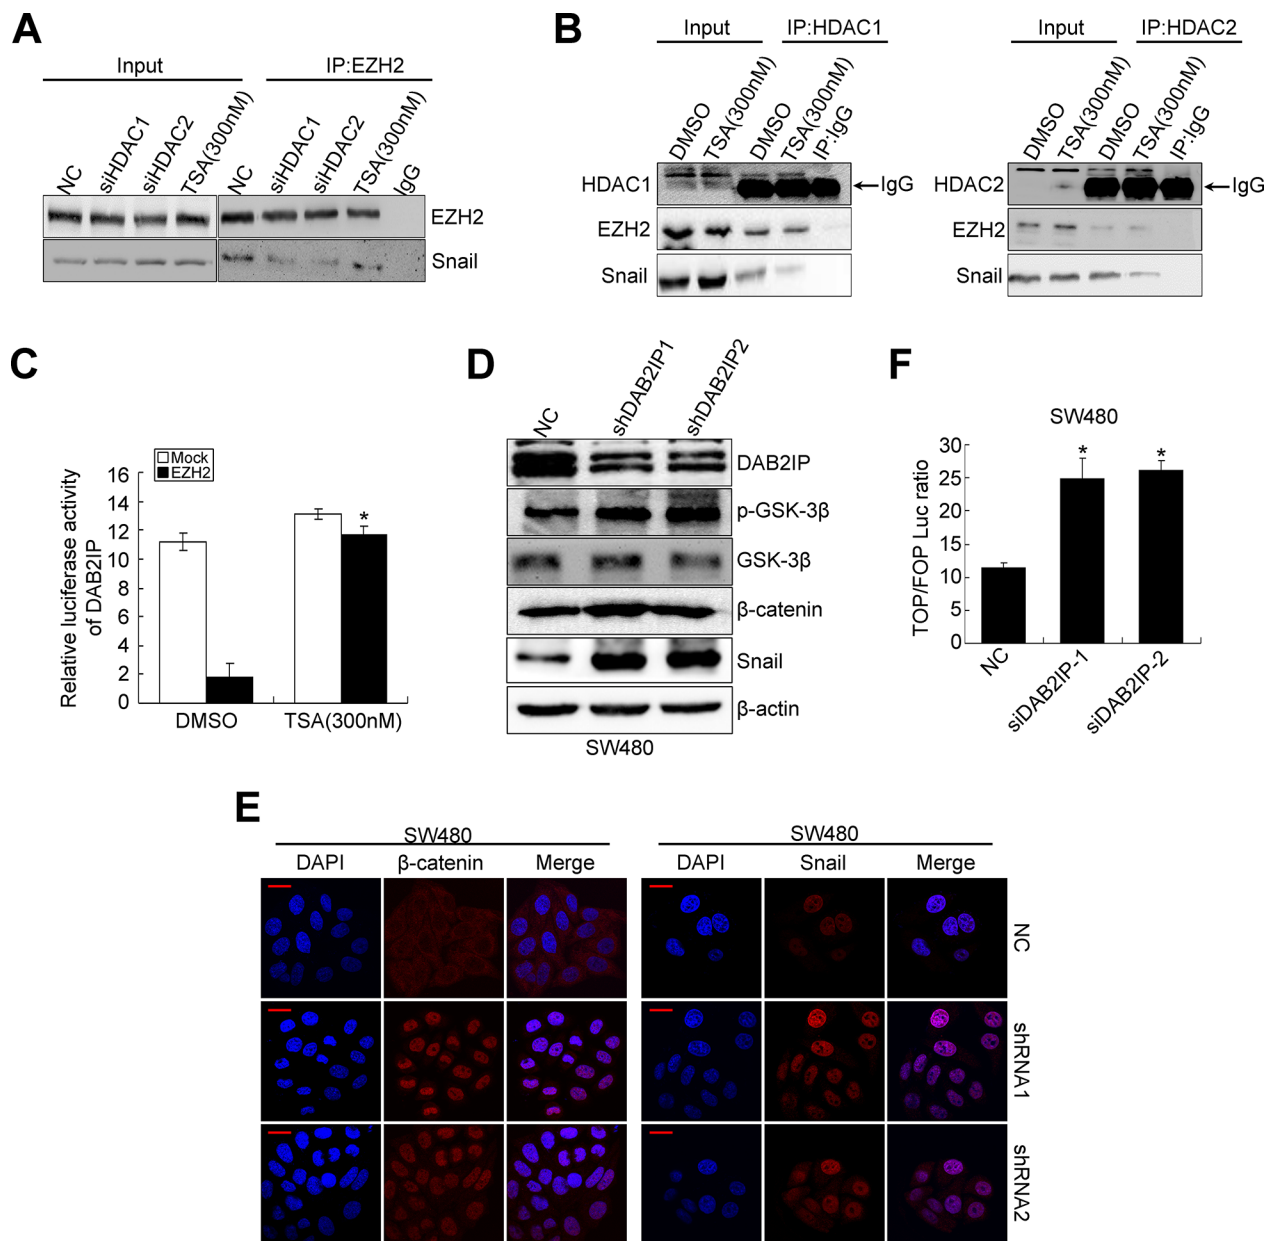 A
Input IP:EZH2
NC siHDAC1 siHDAC2 TSA(300nM) NC siHDAC1 siHDAC2 TSA(300nM) IgG
EZH2
Snail
B
Input IP:HDAC1
DMSO TSA(300nM) DMSO TSA(300nM) IP:IgG
HDAC1 IgG
EZH2
Snail
Input IP:HDAC2
DMSO TSA(300nM) DMSO TSA(300nM) IP:IgG
HDAC2 IgG
EZH2
Snail
C
Relative luciferase activity
of DAB2IP
Mock
EZH2
16
14
12
10
8
6
4
2
0
*
DMSO TSA(300nM)
D
NC shDAB2IP1 shDAB2IP2
DAB2IP
p-GSK-3β
GSK-3β
β-catenin
Snail
β-actin
SW480
F
SW480
TOP/FOP Luc ratio
30
25
20
15
10
5
0
* *
NC siDAB2IP-1 siDAB2IP-2
E
SW480
DAPI β-catenin Merge
SW480
DAPI Snail Merge
NC
shRNA1
shRNA2